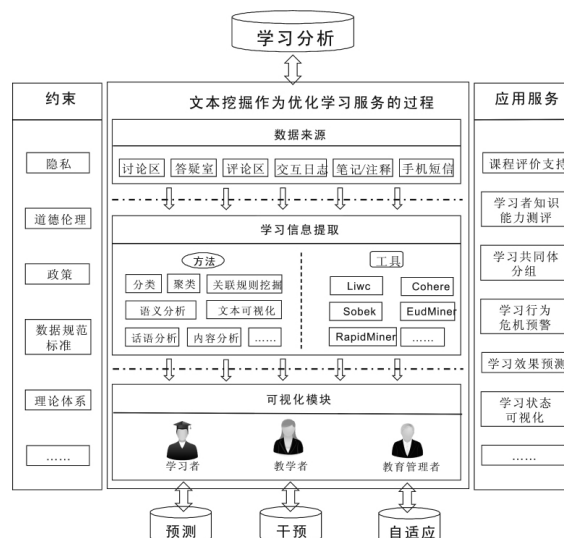 学习分析
约束
隐私
道德伦理
政策
数据规范
标准
理论体系
……
文本挖掘作为优化学习服务的过程
数据来源
讨论区 答疑室 评论区 交互日志 笔记/注释 手机短信
学习信息提取
方法
分类 聚类 关联规则挖掘
语义分析 文本可视化
话语分析 内容分析 ……
工具
Liwc Cohere
Sobek EudMiner
RapidMiner ……
可视化模块
学习者 教学者 教育管理者
应用服务
课程评价支持
学习者知识
能力测评
学习共同体
分组
学习行为
危机预警
学习效果预测
学习状态
可视化
……
预测 干预 自适应